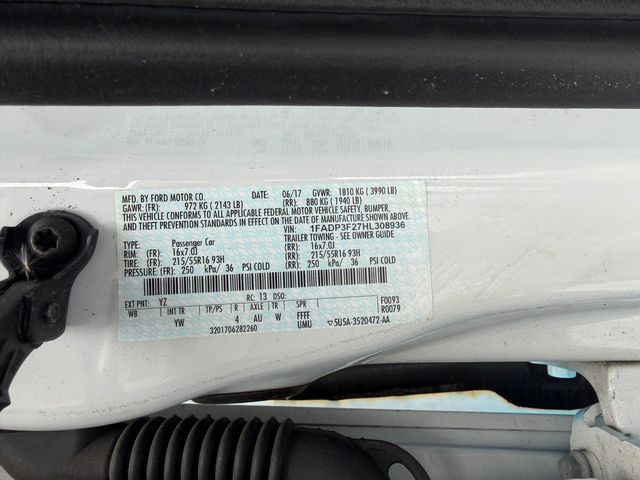 MFD. BY FORD MOTOR CO. DATE: 06/17 GVWR: 1810 KG ( 3990 LB)
GAWR: (FR): 972 KG ( 2143 LB) (RR): 880 KG ( 1940 LB)
THIS VEHICLE CONFORMS TO ALL APPLICABLE FEDERAL MOTOR VEHICLE SAFETY, BUMPER,
AND THEFT PREVENTION STANDARDS IN EFFECT ON THE DATE OF MANUFACTURE SHOWN ABOVE.
VIN: 1FADP3F27HL308936
TYPE: Passenger Car TRAILER TOWING - SEE OWNER GUIDE
RIM: (FR): 16x7.0J (RR): 16x7.0J
TIRE: (FR): 215/55R16 93H (RR): 215/55R16 93H
PRESSURE: (FR): 250 kPa/ 36 PSI COLD (RR): 250 kPa/ 36 PSI COLD
EXT PNT: YZ RC: 13 DSO: F0093
WB TP/PS R AXLE TR SPR R0079
YW 4 AU W FFFF
UMU 5U5A-3520472-AA
3201706282260